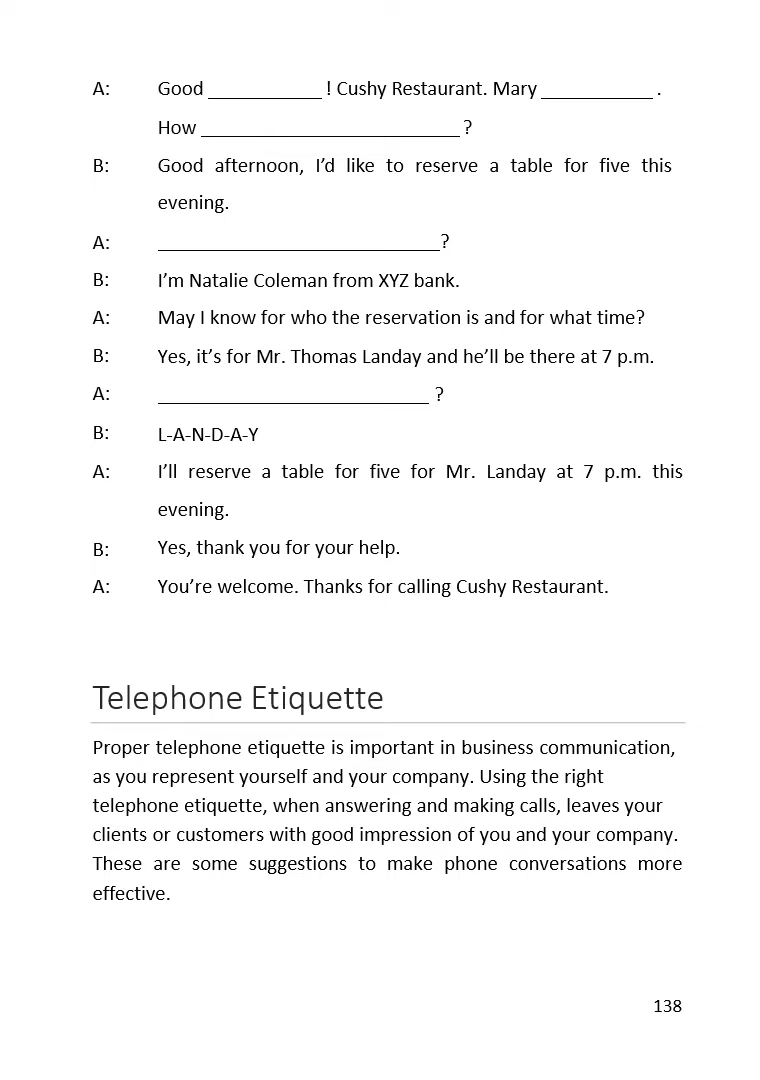 A: Good ____________ ! Cushy Restaurant. Mary ____________ .
How ____________________________ ?
B: Good afternoon, I’d like to reserve a table for five this
evening.
A: ______________________________?
B: I’m Natalie Coleman from XYZ bank.
A: May I know for who the reservation is and for what time?
B: Yes, it’s for Mr. Thomas Landay and he’ll be there at 7 p.m.
A: _____________________________ ?
B: L-A-N-D-A-Y
A: I’ll reserve a table for five for Mr. Landay at 7 p.m. this
evening.
B: Yes, thank you for your help.
A: You’re welcome. Thanks for calling Cushy Restaurant.
Telephone Etiquette
Proper telephone etiquette is important in business communication,
as you represent yourself and your company. Using the right
telephone etiquette, when answering and making calls, leaves your
clients or customers with good impression of you and your company.
These are some suggestions to make phone conversations more
effective.
138